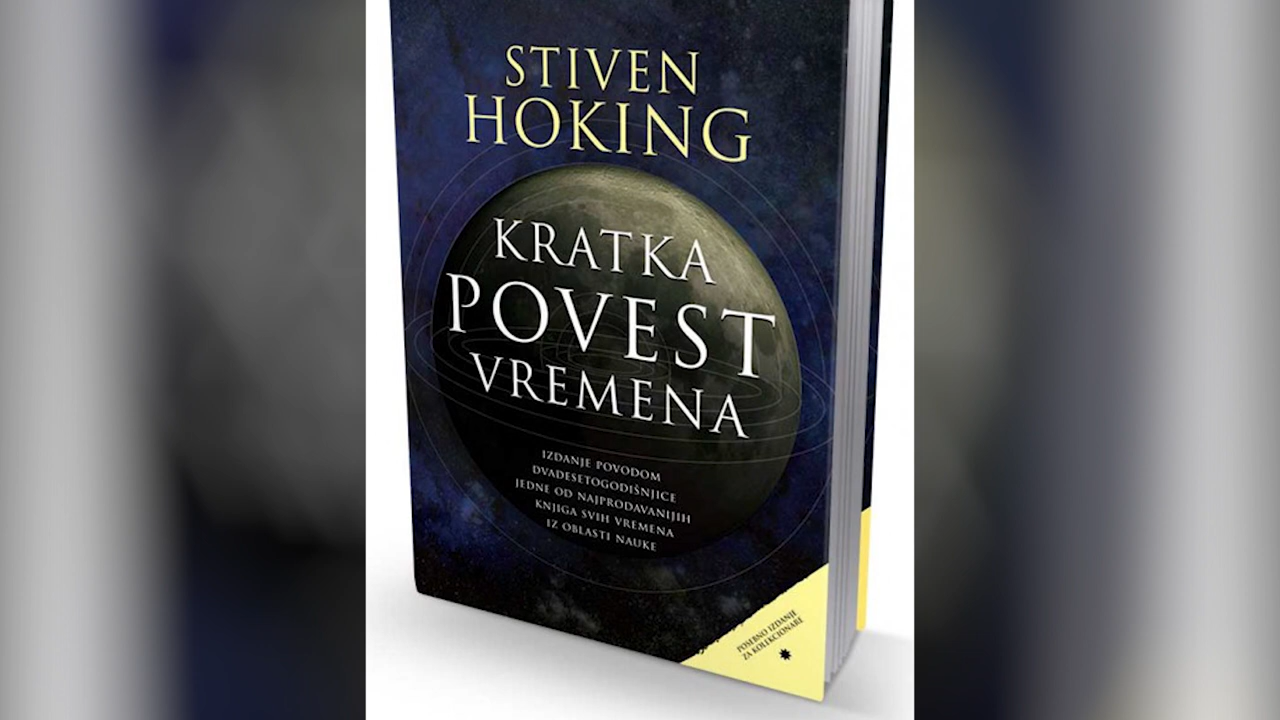 STIVEN
HOKING
KRATKA
POVEST
VREMENA
IZDANJE POVODOM
DVADESETOGODIŠNJICE
JEDNE OD NAJPRODAVANIJIH
KNJIGA SVIH VREMENA
IZ OBLASTI NAUKE
POSEBNO IZDANJE
ZA KOLEKCIONARE